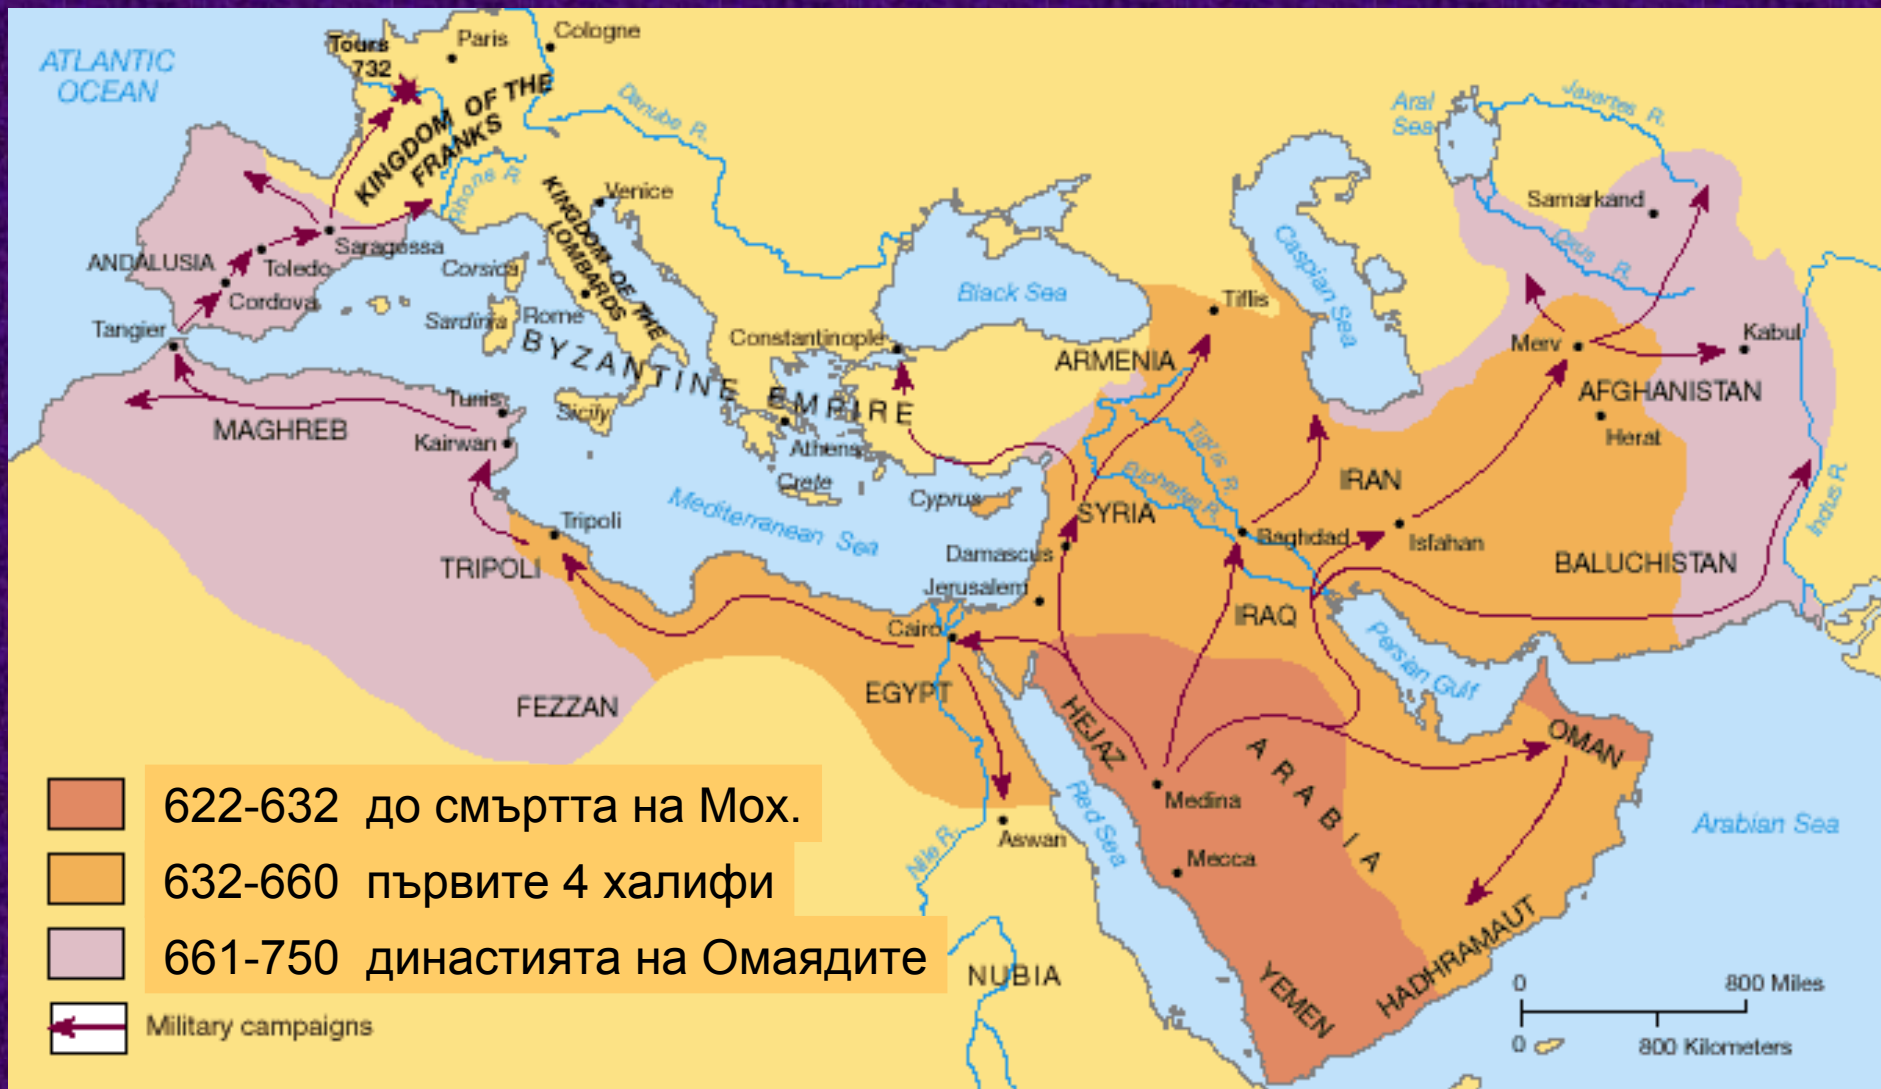 ATLANTIC
OCEAN
Tours
732
Paris
Cologne
KINGDOM OF THE
FRANKS
Rhone R.
Danube R.
Venice
KINGDOM OF THE
LOMBARDS
Aral
Sea
Jaxartes R.
Samarkand
Oxus R.
Caspian Sea
ANDALUSIA
Saragossa
Toledo
Cordova
Corsica
Sardinia
Rome
Black Sea
Tiflis
Tangier
Constantinople
BYZANTINE EMPIRE
ARMENIA
Merv
Kabul
AFGHANISTAN
Herat
MAGHREB
Tunis
Kairwan
Sicily
Athens
Crete
Cyprus
Tigris R.
Euphrates R.
IRAN
Mediterranean Sea
SYRIA
Indus R.
Tripoli
TRIPOLI
Damascus
Baghdad
Isfahan
BALUCHISTAN
Jerusalem
IRAQ
Cairo
Persian Gulf
EGYPT
FEZZAN
HEJAZ
ARABIA
OMAN
Medina
Red Sea
Arabian Sea
Aswan
Nile R.
Mecca
HADHRAMAUT
YEMEN
NUBIA
622-632 до смъртта на Мох.
632-660 първите 4 халифи
661-750 династията на Омаядите
Military campaigns
0 800 Miles
0 800 Kilometers